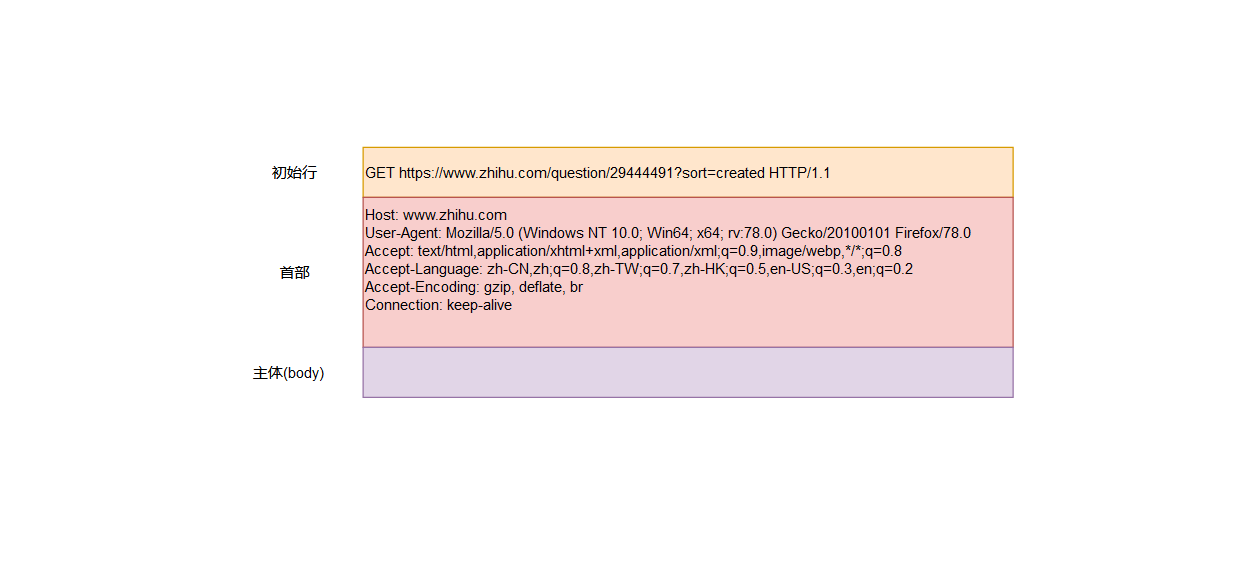 初始行
GET https://www.zhihu.com/question/29444491?sort=created HTTP/1.1
首部
Host: www.zhihu.com
User-Agent: Mozilla/5.0 (Windows NT 10.0; Win64; x64; rv:78.0) Gecko/20100101 Firefox/78.0
Accept: text/html,application/xhtml+xml,application/xml;q=0.9,image/webp,*/*;q=0.8
Accept-Language: zh-CN,zh;q=0.8,zh-TW;q=0.7,zh-HK;q=0.5,en-US;q=0.3,en;q=0.2
Accept-Encoding: gzip, deflate, br
Connection: keep-alive
主体(body)